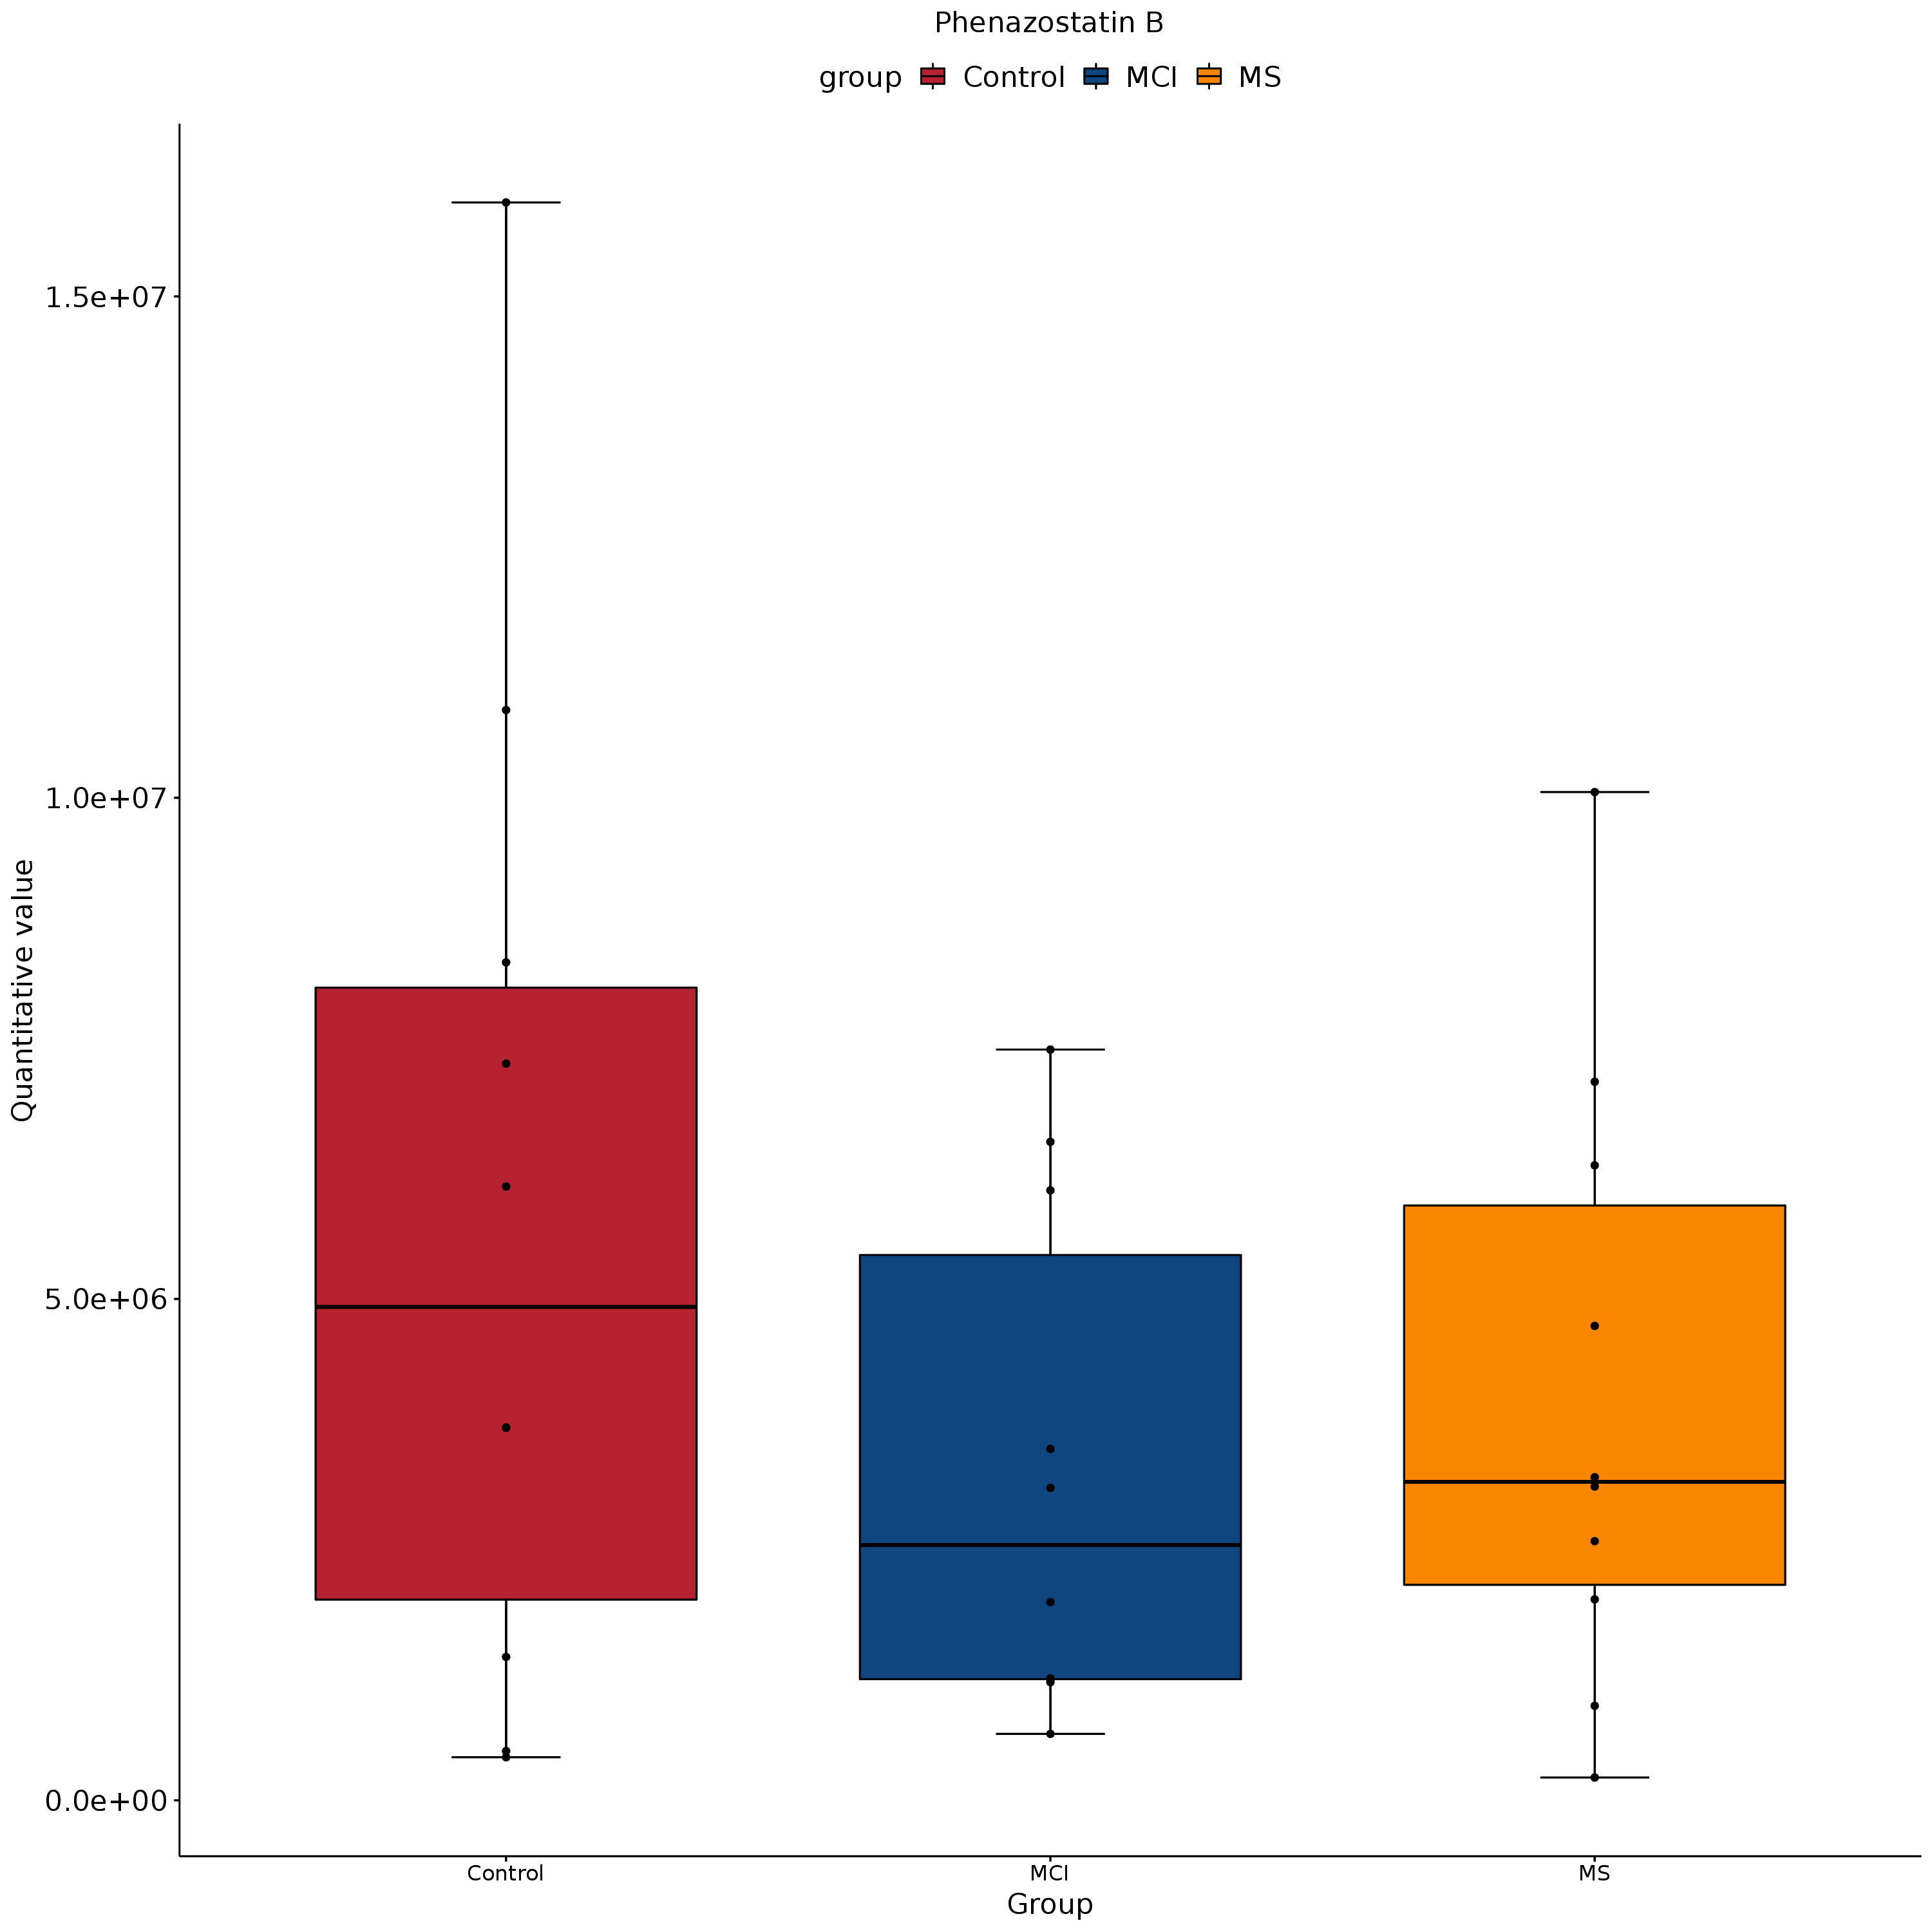 Phenazostatin B
group Control MCI MS
Quantitative value
1.5e+07
1.0e+07
5.0e+06
0.0e+00
Control MCI MS
Group